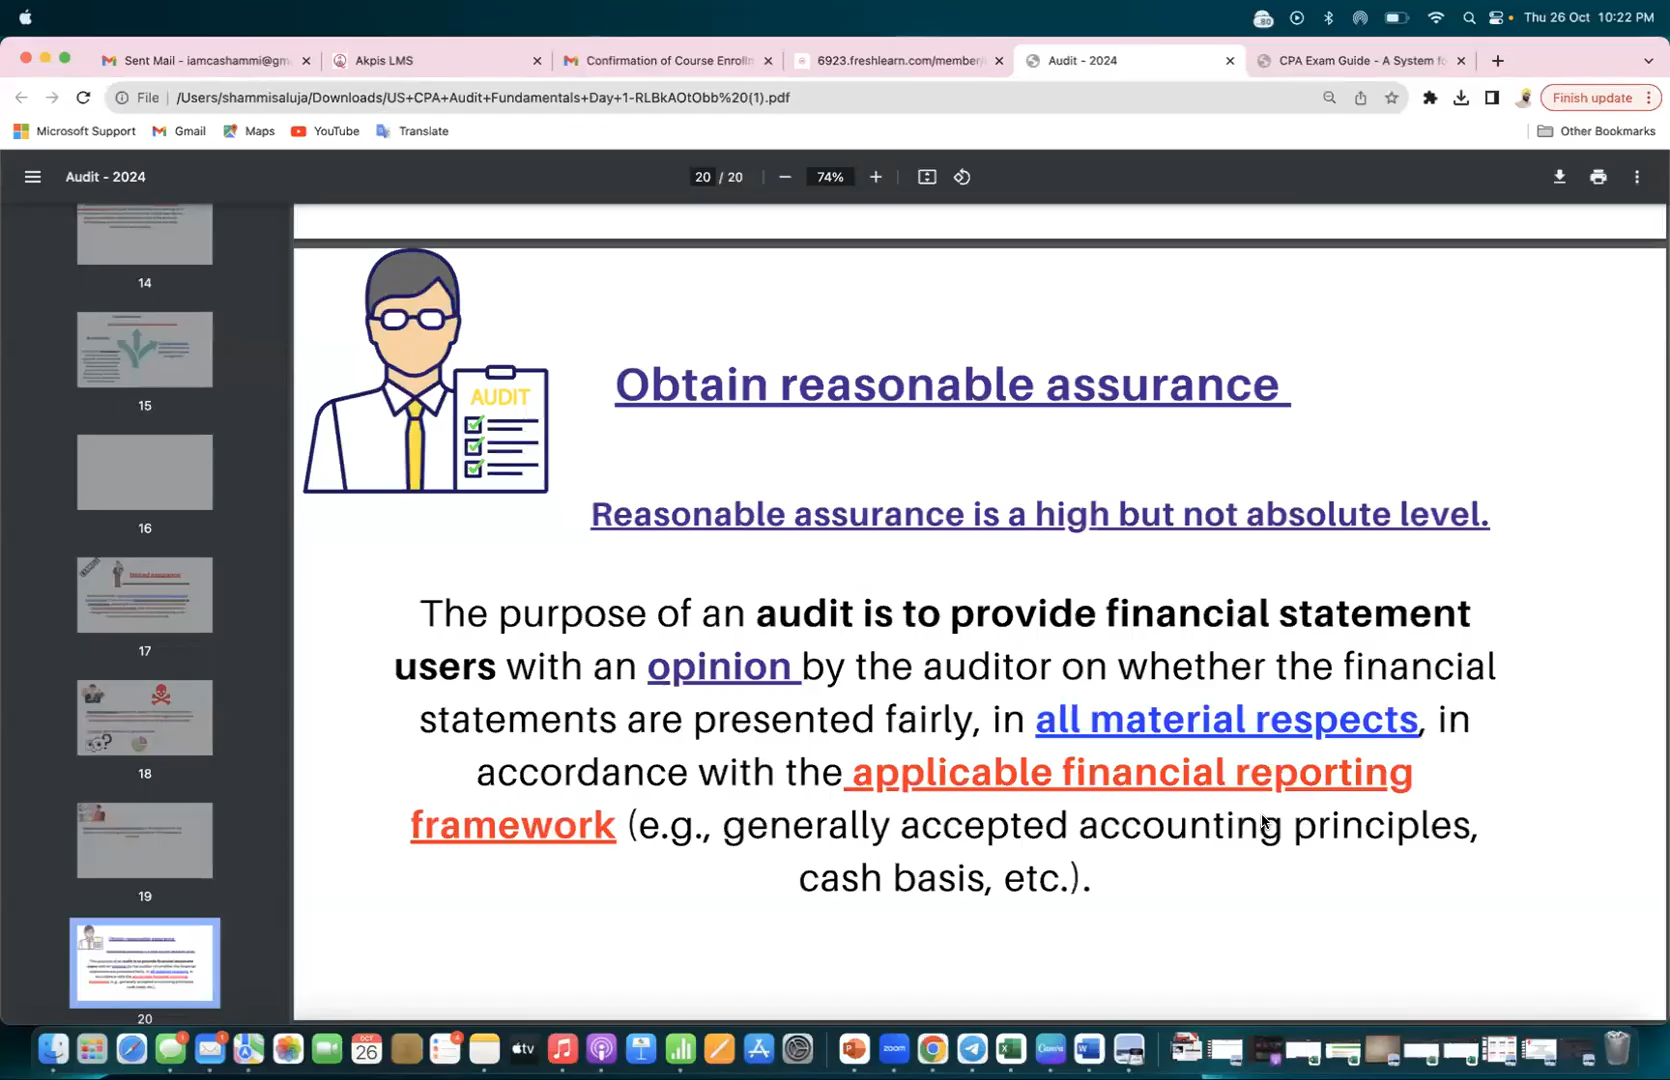 Thu 26 Oct 10:22 PM
Sent Mail - iamcashammi@gm
Akpis LMS
Confirmation of Course Enrolln
6923.freshlearn.com/member/
Audit - 2024
CPA Exam Guide - A System fo
File /Users/shammisaluja/Downloads/US+CPA+Audit+Fundamentals+Day+1-RLBkAOtObb%20(1).pdf
Finish update
Microsoft Support
Gmail
Maps
YouTube
Translate
Other Bookmarks
Audit - 2024
20 / 20
74%
14
15
16
17
18
19
20
AUDIT
Obtain reasonable assurance
Reasonable assurance is a high but not absolute level.
The purpose of an audit is to provide financial statement
users with an opinion by the auditor on whether the financial
statements are presented fairly, in all material respects, in
accordance with the applicable financial reporting
framework (e.g., generally accepted accounting principles,
cash basis, etc.).
OCT
26
tv
zoom
Canva